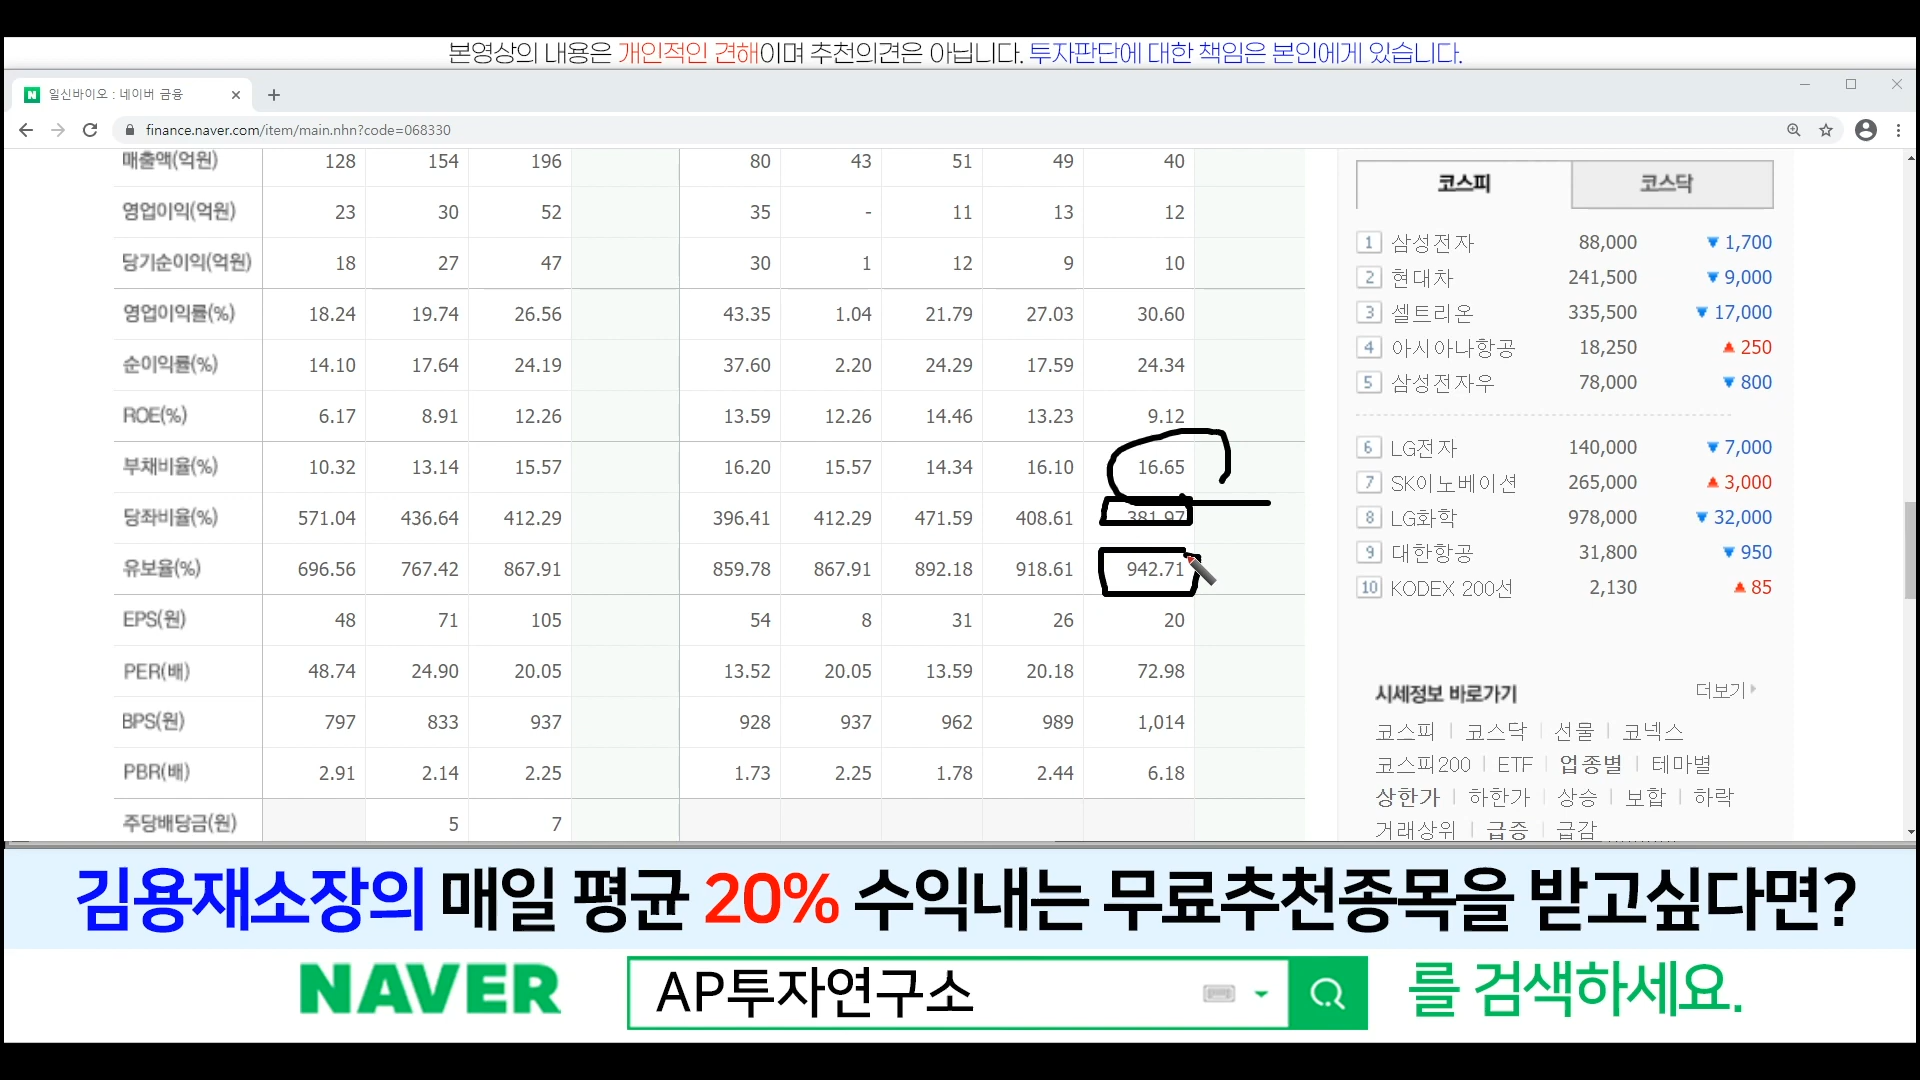 본영상의 내용은 개인적인 견해이며 추천의견은 아닙니다. 투자판단에 대한 책임은 본인에게 있습니다.
일신바이오 : 네이버 금융
finance.naver.com/item/main.nhn?code=068330
매출액(억원) 128 154 196 80 43 51 49 40
영업이익(억원) 23 30 52 35 - 11 13 12
당기순이익(억원) 18 27 47 30 1 12 9 10
영업이익률(%) 18.24 19.74 26.56 43.35 1.04 21.79 27.03 30.60
순이익률(%) 14.10 17.64 24.19 37.60 2.20 24.29 17.59 24.34
ROE(%) 6.17 8.91 12.26 13.59 12.26 14.46 13.23 9.12
부채비율(%) 10.32 13.14 15.57 16.20 15.57 14.34 16.10 16.65
당좌비율(%) 571.04 436.64 412.29 396.41 412.29 471.59 408.61 381.97
유보율(%) 696.56 767.42 867.91 859.78 867.91 892.18 918.61 942.71
EPS(원) 48 71 105 54 8 31 26 20
PER(배) 48.74 24.90 20.05 13.52 20.05 13.59 20.18 72.98
BPS(원) 797 833 937 928 937 962 989 1,014
PBR(배) 2.91 2.14 2.25 1.73 2.25 1.78 2.44 6.18
주당배당금(원) 5 7
코스피 코스닥
1 삼성전자 88,000 ▼ 1,700
2 현대차 241,500 ▼ 9,000
3 셀트리온 335,500 ▼ 17,000
4 아시아나항공 18,250 ▲ 250
5 삼성전자우 78,000 ▼ 800
6 LG전자 140,000 ▼ 7,000
7 SK이노베이션 265,000 ▲ 3,000
8 LG화학 978,000 ▼ 32,000
9 대한항공 31,800 ▼ 950
10 KODEX 200선 2,130 ▲ 85
시세정보 바로가기 더보기
코스피 | 코스닥 | 선물 | 코넥스
코스피200 | ETF | 업종별 | 테마별
상한가 | 하한가 | 상승 | 보합 | 하락
거래상위 | 급증 | 급감
김용재소장의 매일 평균 20% 수익내는 무료추천종목을 받고싶다면?
NAVER AP투자연구소 를 검색하세요.